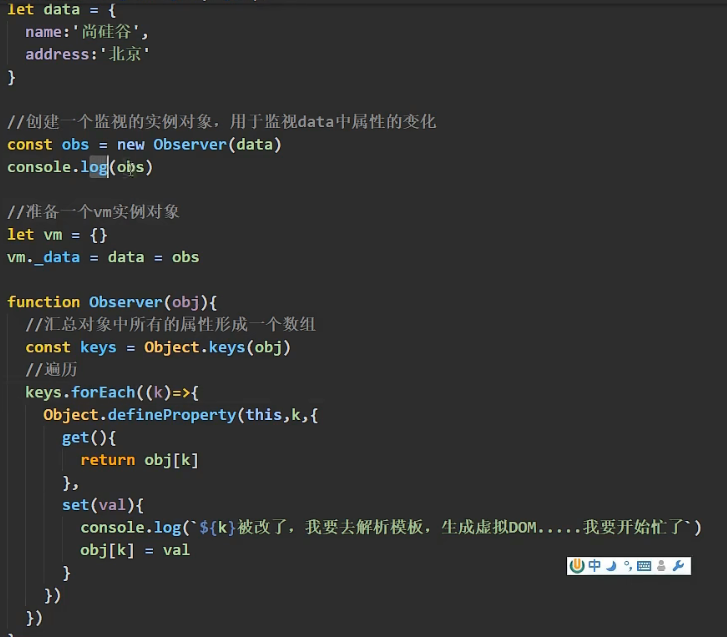 let data = {
name:'尚硅谷',
address:'北京'
}
//创建一个监视的实例对象，用于监视data中属性的变化
const obs = new Observer(data)
console.log(obs)
//准备一个vm实例对象
let vm = {}
vm._data = data = obs
function Observer(obj){
//汇总对象中所有的属性形成一个数组
const keys = Object.keys(obj)
//遍历
keys.forEach((k)=>{
Object.defineProperty(this,k,{
get(){
return obj[k]
},
set(val){
console.log(`${k}被改了，我要去解析模板，生成虚拟DOM.....我要开始忙了`)
obj[k] = val
}
})
})
中